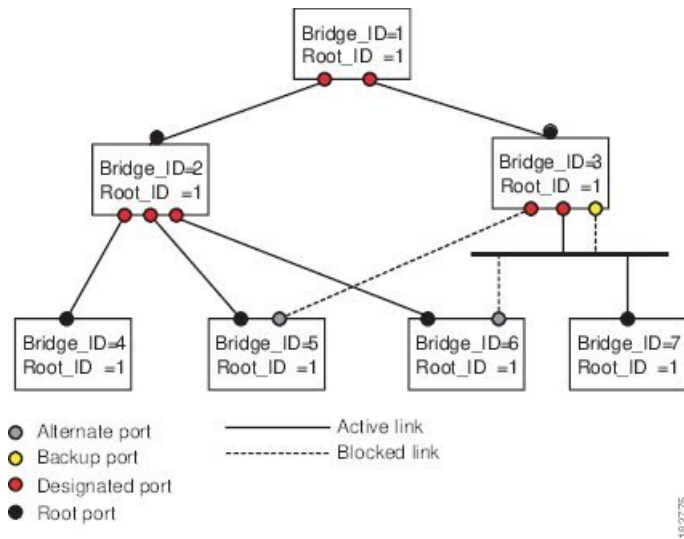 Bridge_ID=1
Root_ID =1
Bridge_ID=2
Root_ID =1
Bridge_ID=3
Root_ID =1
Bridge_ID=4
Root_ID =1
Bridge_ID=5
Root_ID =1
Bridge_ID=6
Root_ID =1
Bridge_ID=7
Root_ID =1
Alternate port
Backup port
Designated port
Root port
Active link
Blocked link
182775